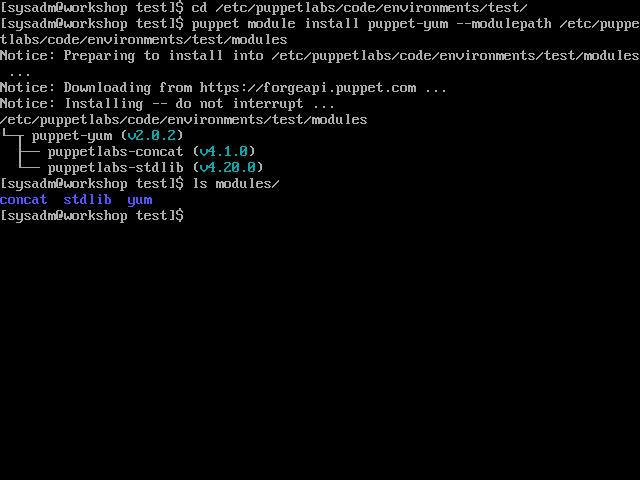 [sysadm@workshop test]$ cd /etc/puppetlabs/code/environments/test/
[sysadm@workshop test]$ puppet module install puppet-yum --modulepath /etc/puppe
tlabs/code/environments/test/modules
Notice: Preparing to install into /etc/puppetlabs/code/environments/test/modules
 ...
Notice: Downloading from https://forgeapi.puppet.com ...
Notice: Installing -- do not interrupt ...
/etc/puppetlabs/code/environments/test/modules
└─┬ puppet-yum (v2.0.2)
  ├── puppetlabs-concat (v4.1.0)
  └── puppetlabs-stdlib (v4.20.0)
[sysadm@workshop test]$ ls modules/
concat  stdlib  yum
[sysadm@workshop test]$